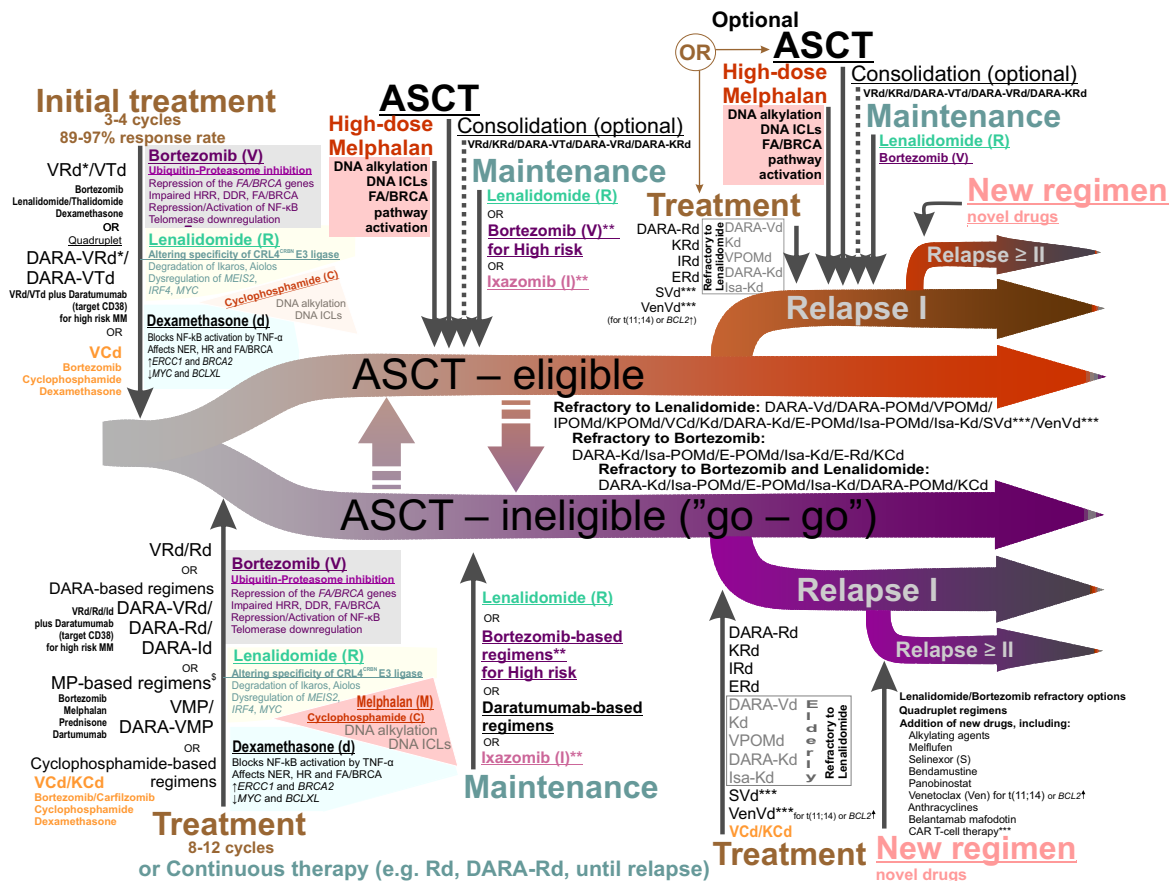 Initial treatment
3-4 cycles
89-97% response rate
VRd*/VTd
Bortezomib
Lenalidomide/Thalidomide
Dexamethasone
OR
Quadruplet
DARA-VRd*/
DARA-VTd
VRd/VTd plus Daratumumab
(target CD38)
for high risk MM
OR
VCd
Bortezomib
Cyclophosphamide
Dexamethasone
Bortezomib (V)
Ubiquitin-Proteasome inhibition
Repression of the FA/BRCA genes
Impaired HRR, DDR, FA/BRCA
Repression/Activation of NF-κB
Telomerase downregulation
Lenalidomide (R)
Altering specificity of CRL4CRBN E3 ligase
Degradation of Ikaros, Aiolos
Dysregulation of MEIS2,
IRF4, MYC
Cyclophosphamide (C)
DNA alkylation
DNA ICLs
Dexamethasone (d)
Blocks NF-kB activation by TNF-α
Affects NER, HR and FA/BRCA
↑ERCC1 and BRCA2
↓MYC and BCLXL
ASCT
High-dose
Melphalan
DNA alkylation
DNA ICLs
FA/BRCA
pathway
activation
Consolidation (optional)
VRd/KRd/DARA-VTd/DARA-VRd/DARA-KRd
Maintenance
Lenalidomide (R)
OR
Bortezomib (V)**
for High risk
OR
Ixazomib (I)**
Optional
OR
ASCT
High-dose
Melphalan
DNA alkylation
DNA ICLs
FA/BRCA
pathway
activation
Consolidation (optional)
VRd/KRd/DARA-VTd/DARA-VRd/DARA-KRd
Maintenance
Lenalidomide (R)
Bortezomib (V)
Treatment
DARA-Rd
KRd
IRd
ERd
SVd***
VenVd***
(for t(11;14) or BCL2↑)
Refractory to
Lenalidomide
DARA-Vd
Kd
VPOMd
DARA-Kd
Isa-Kd
New regimen
novel drugs
Relapse ≥ II
Relapse I
ASCT – eligible
Refractory to Lenalidomide: DARA-Vd/DARA-POMd/VPOMd/
IPOMd/KPOMd/VCd/Kd/DARA-Kd/E-POMd/Isa-POMd/Isa-Kd/SVd***/VenVd***
Refractory to Bortezomib:
DARA-Kd/Isa-POMd/E-POMd/Isa-Kd/E-Rd/KCd
Refractory to Bortezomib and Lenalidomide:
DARA-Kd/Isa-POMd/E-POMd/Isa-Kd/DARA-POMd/KCd
ASCT – ineligible ("go – go")
Relapse I
Relapse ≥ II
VRd/Rd
OR
DARA-based regimens
VRd/Rd/Id
plus Daratumumab
(target CD38)
for high risk MM
DARA-VRd/
DARA-Rd/
DARA-Id
OR
MP-based regimens$
Bortezomib
Melphalan
Prednisone
Dartumumab
VMP/
DARA-VMP
OR
Cyclophosphamide-based
regimens
VCd/KCd
Bortezomib/Carfilzomib
Cyclophosphamide
Dexamethasone
Bortezomib (V)
Ubiquitin-Proteasome inhibition
Repression of the FA/BRCA genes
Impaired HRR, DDR, FA/BRCA
Repression/Activation of NF-κB
Telomerase downregulation
Lenalidomide (R)
Altering specificity of CRL4CRBN E3 ligase
Degradation of Ikaros, Aiolos
Dysregulation of MEIS2,
IRF4, MYC
Melphalan (M)
Cyclophosphamide (C)
DNA alkylation
DNA ICLs
Dexamethasone (d)
Blocks NF-kB activation by TNF-α
Affects NER, HR and FA/BRCA
↑ERCC1 and BRCA2
↓MYC and BCLXL
Treatment
8-12 cycles
or Continuous therapy (e.g. Rd, DARA-Rd, until relapse)
Lenalidomide (R)
OR
Bortezomib-based
regimens**
for High risk
OR
Daratumumab-based
regimens
OR
Ixazomib (I)**
Maintenance
DARA-Rd
KRd
IRd
ERd
DARA-Vd
Kd
VPOMd
DARA-Kd
Isa-Kd
Elderly
Refractory to
Lenalidomide
SVd***
VenVd***for t(11;14) or BCL2↑
VCd/KCd
Treatment
Lenalidomide/Bortezomib refractory options
Quadruplet regimens
Addition of new drugs, including:
Alkylating agents
Melflufen
Selinexor (S)
Bendamustine
Panobinostat
Venetoclax (Ven) for t(11;14) or BCL2↑
Anthracyclines
Belantamab mafodotin
CAR T-cell therapy***
New regimen
novel drugs